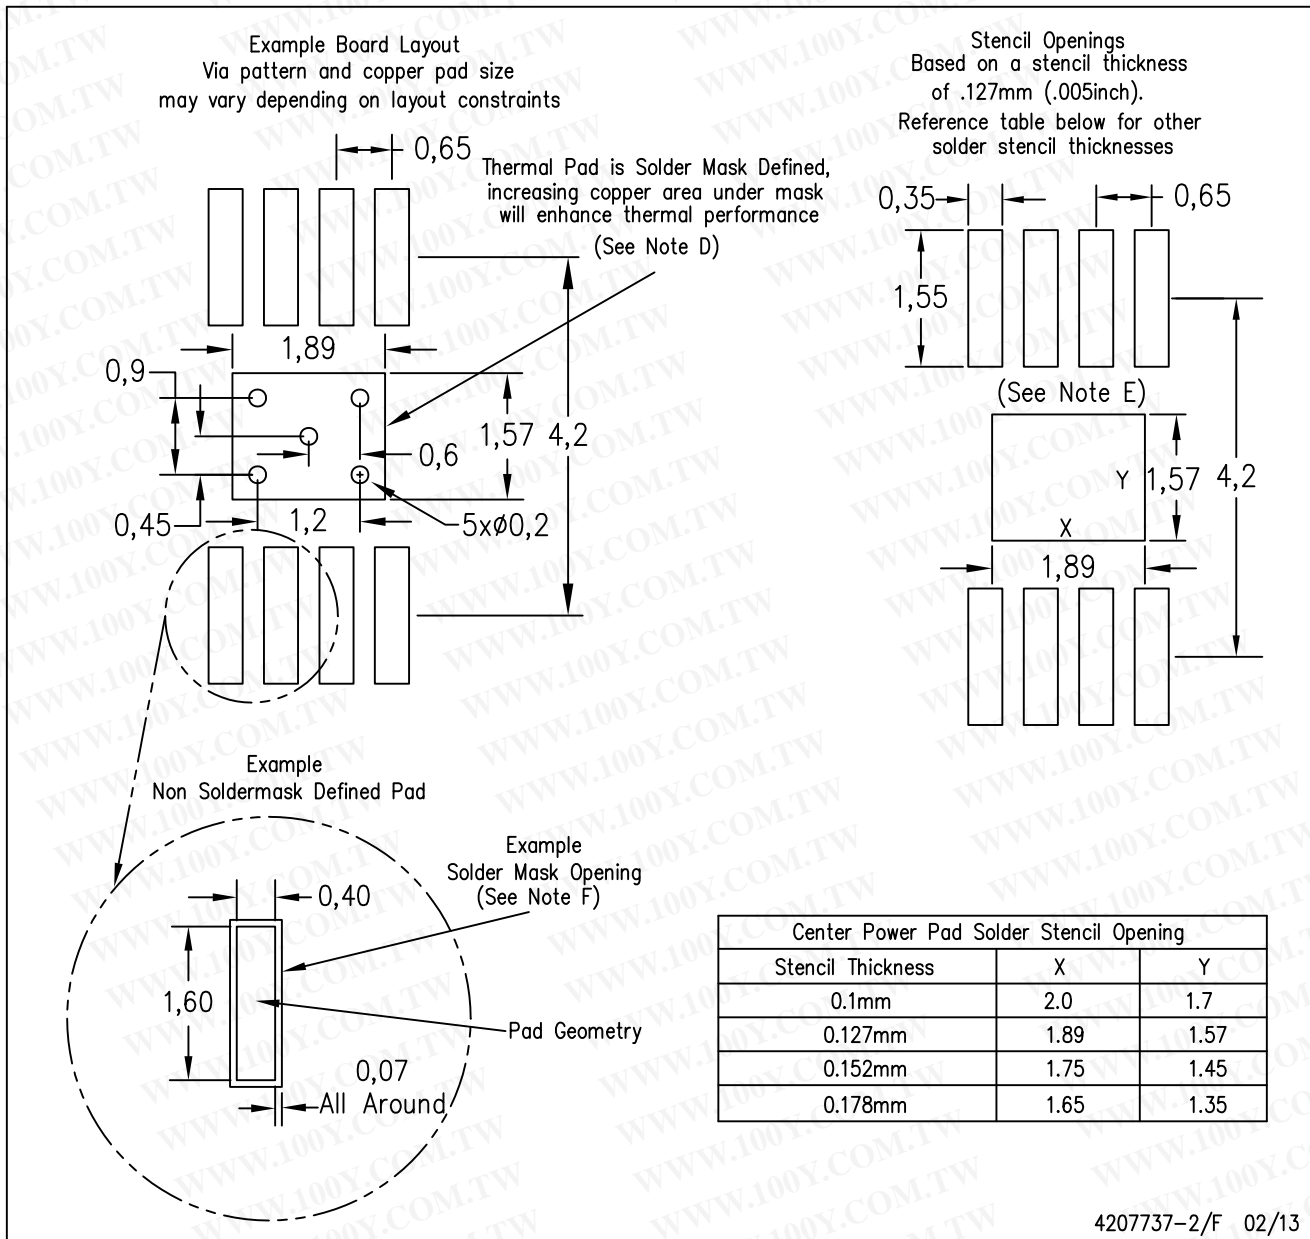 Example Board Layout
Via pattern and copper pad size
may vary depending on layout constraints
0,65
Thermal Pad is Solder Mask Defined,
increasing copper area under mask
will enhance thermal performance
(See Note D)
1,89
0,9
1,57
4,2
0,6
0,45
1,2
5xø0,2
Stencil Openings
Based on a stencil thickness
of .127mm (.005inch).
Reference table below for other
solder stencil thicknesses
0,35
0,65
1,55
(See Note E)
Y
1,57
4,2
X
1,89
Example
Non Soldermask Defined Pad
Example
Solder Mask Opening
(See Note F)
0,40
1,60
Pad Geometry
0,07
All Around
Center Power Pad Solder Stencil Opening
Stencil Thickness X Y
0.1mm 2.0 1.7
0.127mm 1.89 1.57
0.152mm 1.75 1.45
0.178mm 1.65 1.35
4207737-2/F 02/13
WWW.100Y.COM.TW